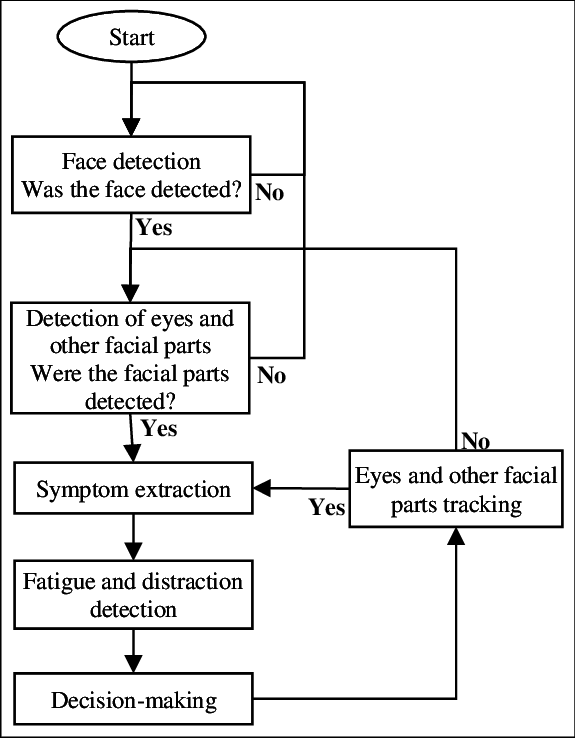 Start
Face detection
Was the face detected?
No
Yes
Detection of eyes and
other facial parts
Were the facial parts
detected?
No
Yes
Symptom extraction
Eyes and other facial
parts tracking
No
Yes
Fatigue and distraction
detection
Decision-making